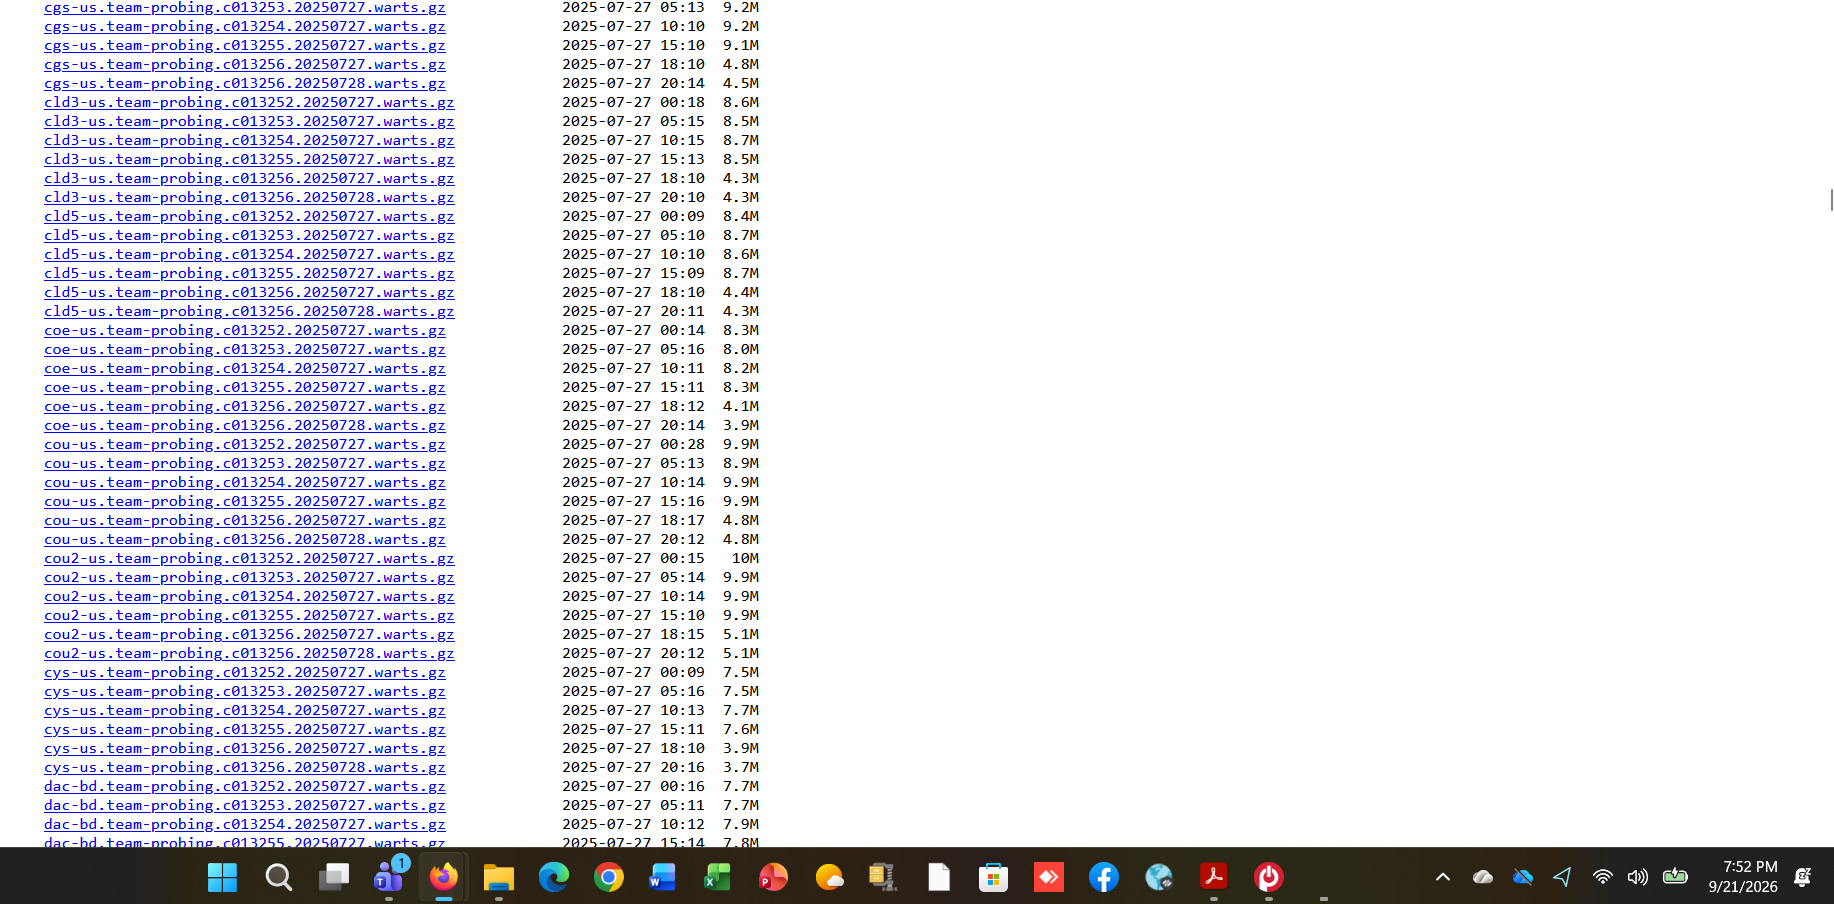 cgs-us.team-probing.c013253.20250727.warts.gz 2025-07-27 05:13 9.2M
cgs-us.team-probing.c013254.20250727.warts.gz 2025-07-27 10:10 9.2M
cgs-us.team-probing.c013255.20250727.warts.gz 2025-07-27 15:10 9.1M
cgs-us.team-probing.c013256.20250727.warts.gz 2025-07-27 18:10 4.8M
cgs-us.team-probing.c013256.20250728.warts.gz 2025-07-27 20:14 4.5M
cld3-us.team-probing.c013252.20250727.warts.gz 2025-07-27 00:18 8.6M
cld3-us.team-probing.c013253.20250727.warts.gz 2025-07-27 05:15 8.5M
cld3-us.team-probing.c013254.20250727.warts.gz 2025-07-27 10:15 8.7M
cld3-us.team-probing.c013255.20250727.warts.gz 2025-07-27 15:13 8.5M
cld3-us.team-probing.c013256.20250727.warts.gz 2025-07-27 18:10 4.3M
cld3-us.team-probing.c013256.20250728.warts.gz 2025-07-27 20:10 4.3M
cld5-us.team-probing.c013252.20250727.warts.gz 2025-07-27 00:09 8.4M
cld5-us.team-probing.c013253.20250727.warts.gz 2025-07-27 05:10 8.7M
cld5-us.team-probing.c013254.20250727.warts.gz 2025-07-27 10:10 8.6M
cld5-us.team-probing.c013255.20250727.warts.gz 2025-07-27 15:09 8.7M
cld5-us.team-probing.c013256.20250727.warts.gz 2025-07-27 18:10 4.4M
cld5-us.team-probing.c013256.20250728.warts.gz 2025-07-27 20:11 4.3M
coe-us.team-probing.c013252.20250727.warts.gz 2025-07-27 00:14 8.3M
coe-us.team-probing.c013253.20250727.warts.gz 2025-07-27 05:16 8.0M
coe-us.team-probing.c013254.20250727.warts.gz 2025-07-27 10:11 8.2M
coe-us.team-probing.c013255.20250727.warts.gz 2025-07-27 15:11 8.3M
coe-us.team-probing.c013256.20250727.warts.gz 2025-07-27 18:12 4.1M
coe-us.team-probing.c013256.20250728.warts.gz 2025-07-27 20:14 3.9M
cou-us.team-probing.c013252.20250727.warts.gz 2025-07-27 00:28 9.9M
cou-us.team-probing.c013253.20250727.warts.gz 2025-07-27 05:13 8.9M
cou-us.team-probing.c013254.20250727.warts.gz 2025-07-27 10:14 9.9M
cou-us.team-probing.c013255.20250727.warts.gz 2025-07-27 15:16 9.9M
cou-us.team-probing.c013256.20250727.warts.gz 2025-07-27 18:17 4.8M
cou-us.team-probing.c013256.20250728.warts.gz 2025-07-27 20:12 4.8M
cou2-us.team-probing.c013252.20250727.warts.gz 2025-07-27 00:15 10M
cou2-us.team-probing.c013253.20250727.warts.gz 2025-07-27 05:14 9.9M
cou2-us.team-probing.c013254.20250727.warts.gz 2025-07-27 10:14 9.9M
cou2-us.team-probing.c013255.20250727.warts.gz 2025-07-27 15:10 9.9M
cou2-us.team-probing.c013256.20250727.warts.gz 2025-07-27 18:15 5.1M
cou2-us.team-probing.c013256.20250728.warts.gz 2025-07-27 20:12 5.1M
cys-us.team-probing.c013252.20250727.warts.gz 2025-07-27 00:09 7.5M
cys-us.team-probing.c013253.20250727.warts.gz 2025-07-27 05:16 7.5M
cys-us.team-probing.c013254.20250727.warts.gz 2025-07-27 10:13 7.7M
cys-us.team-probing.c013255.20250727.warts.gz 2025-07-27 15:11 7.6M
cys-us.team-probing.c013256.20250727.warts.gz 2025-07-27 18:10 3.9M
cys-us.team-probing.c013256.20250728.warts.gz 2025-07-27 20:16 3.7M
dac-bd.team-probing.c013252.20250727.warts.gz 2025-07-27 00:16 7.7M
dac-bd.team-probing.c013253.20250727.warts.gz 2025-07-27 05:11 7.7M
dac-bd.team-probing.c013254.20250727.warts.gz 2025-07-27 10:12 7.9M
dac-bd.team-probing.c013255.20250727.warts.gz 2025-07-27 15:14 7.8M
1
7:52 PM
9/21/2026